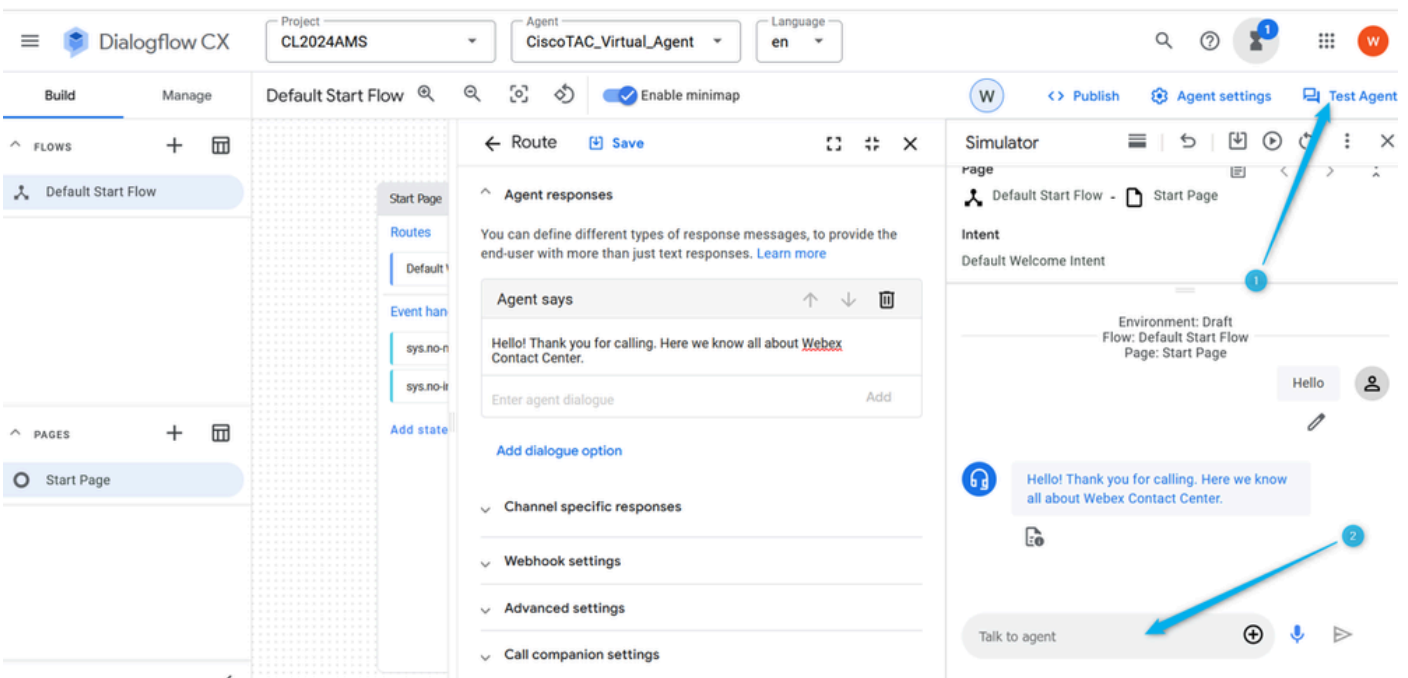 Dialogflow CX
Project
CL2024AMS
Agent
CiscoTAC_Virtual_Agent
Language
en
1
W
Build
Manage
Default Start Flow
Enable minimap
W
<> Publish
Agent settings
Test Agent
FLOWS
Default Start Flow
PAGES
Start Page
Start Page
Routes
Default
Event han
sys.no-
sys.no-
Add state
Route
Save
Agent responses
You can define different types of response messages, to provide the
end-user with more than just text responses. Learn more
Agent says
Hello! Thank you for calling. Here we know all about Webex
Contact Center.
Enter agent dialogue
Add
Add dialogue option
Channel specific responses
Webhook settings
Advanced settings
Call companion settings
Simulator
Page
Default Start Flow - Start Page
Intent
Default Welcome Intent
1
Environment: Draft
Flow: Default Start Flow
Page: Start Page
Hello
Hello! Thank you for calling. Here we know
all about Webex Contact Center.
2
Talk to agent